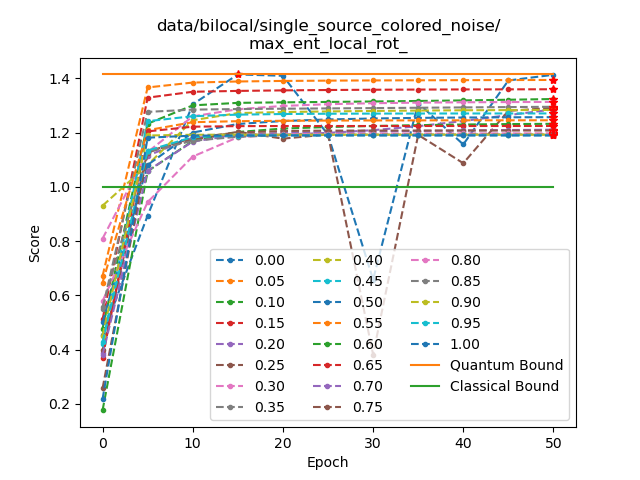 data/bilocal/single_source_colored_noise/
max_ent_local_rot_
Score
1.4
1.2
1.0
0.8
0.6
0.4
0.2
0.00 0.40 0.80
0.05 0.45 0.85
0.10 0.50 0.90
0.15 0.55 0.95
0.20 0.60 1.00
0.25 0.65 Quantum Bound
0.30 0.70 Classical Bound
0.35 0.75
0 10 20 30 40 50
Epoch